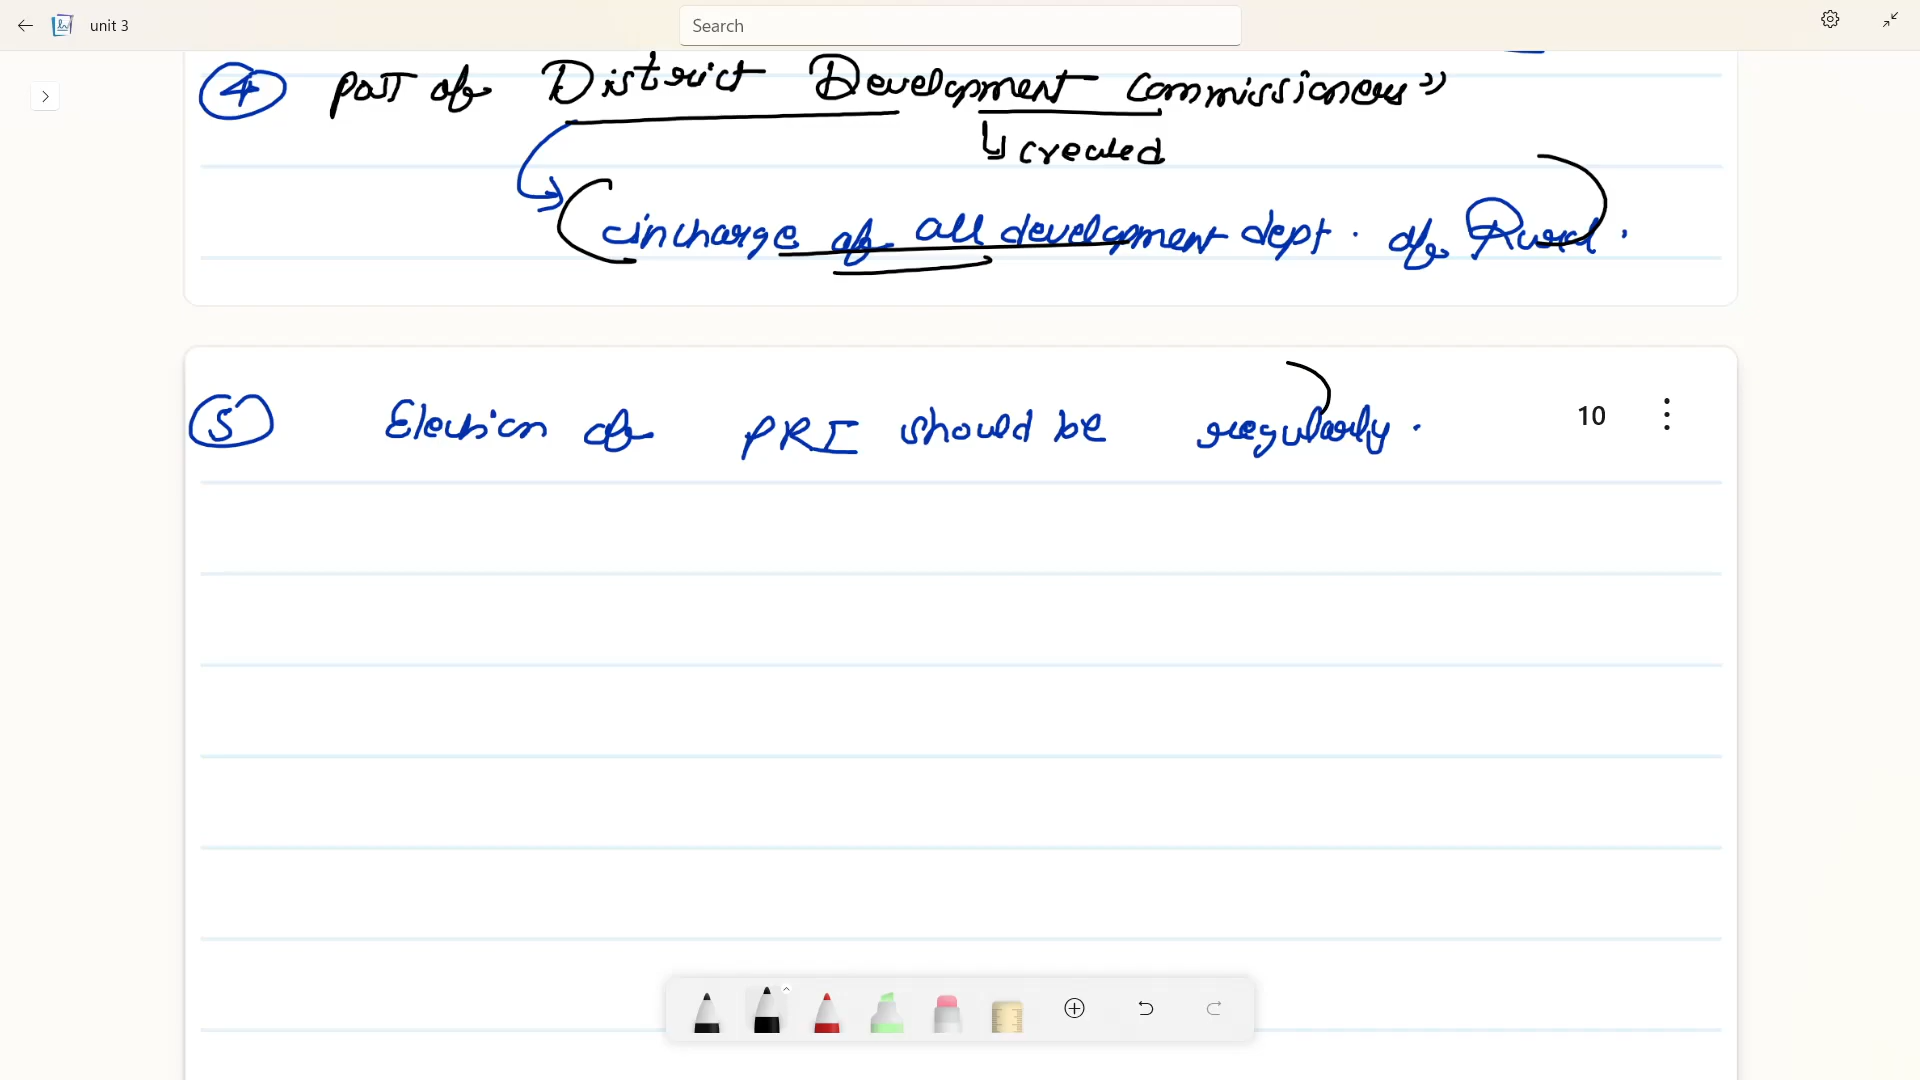 unit 3
Search
4 Post of District Development Commissioners"
↳ created
incharge of all development dept. of Rural.
5 Election of PRI should be regularly.
10